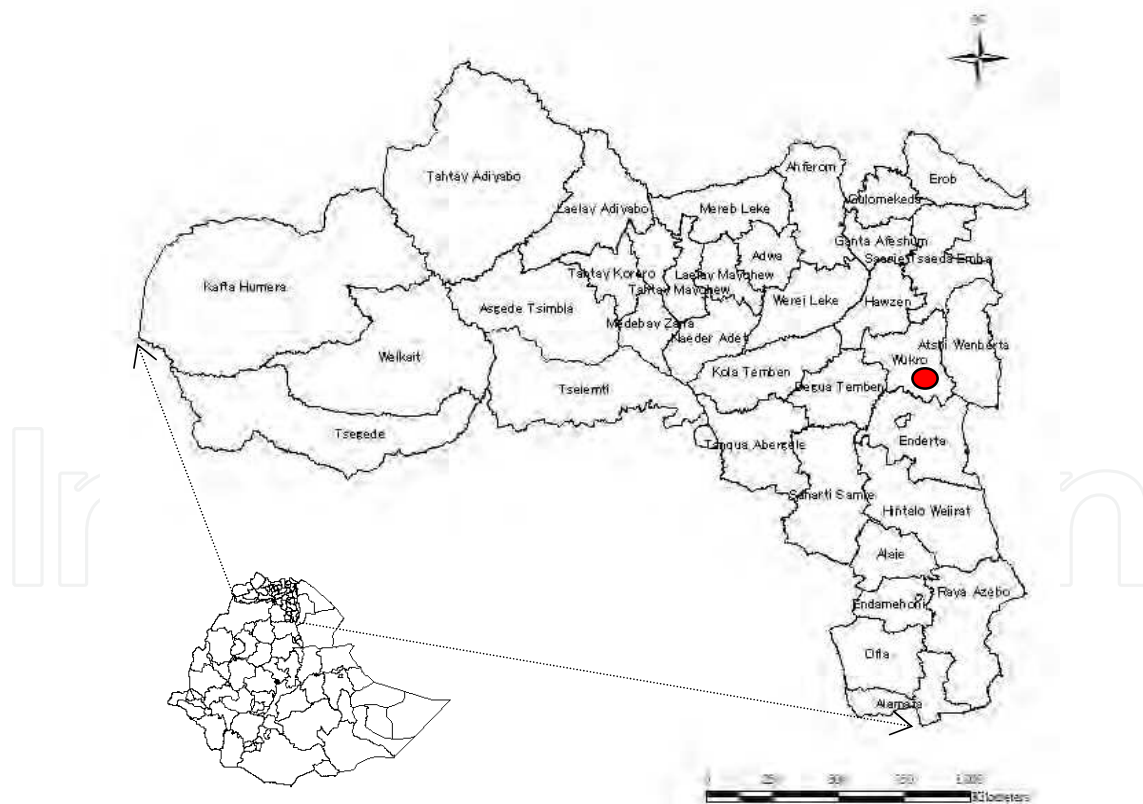 Ahferom
Tahtay Adiyabo
Erob
Gulomekeda
Laelay Adiyabo
Mereb Leke
Ganta Afeshum
Adwa
Saesie Tsaeda Emba
Tahtay Korero
Laelay Maychew
Kafta Humera
Tahtay Maychew
Werei Leke
Hawzen
Asgede Tsimbla
Medebay Zana
Naeder Adet
Atsbi Wenberta
Welkait
Wukro
Kola Temben
Degua Temben
Tselemti
Tsegede
Enderta
Tanqua Abergele
Saharti Samre
Hintalo Wejirat
Alaje
Raya Azebo
Endamehoni
Ofla
Alamata
Kilometers